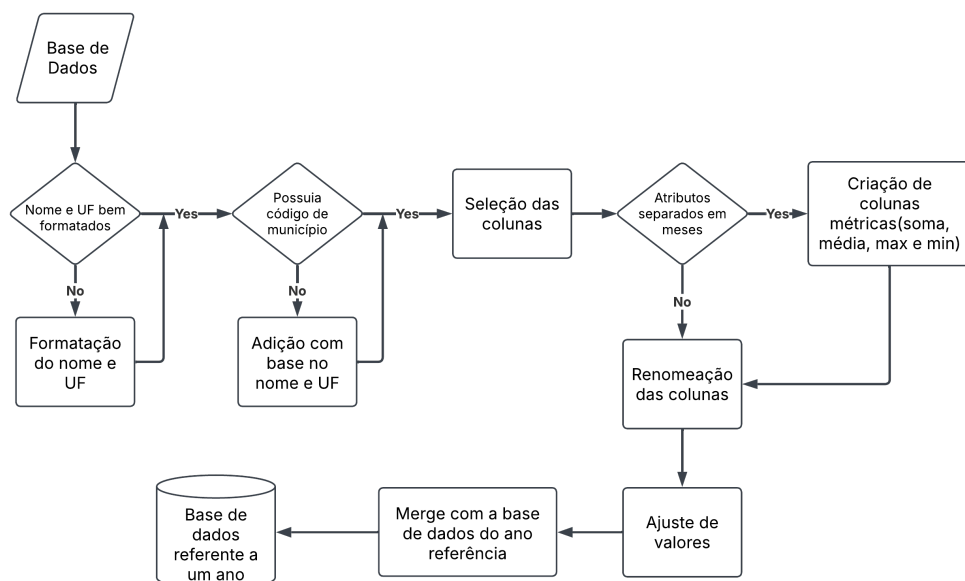 Base de
Dados
Nome e UF bem
formatados
Yes
No
Formatação
do nome e
UF
Possuia
código de
município
Yes
No
Adição com
base no
nome e UF
Seleção das
colunas
Atributos
separados em
meses
Yes
No
Criação de
colunas
métricas(soma,
média, max e min)
Renomeação
das colunas
Ajuste de
valores
Merge com a base
de dados do ano
referência
Base de
dados
referente a
um ano